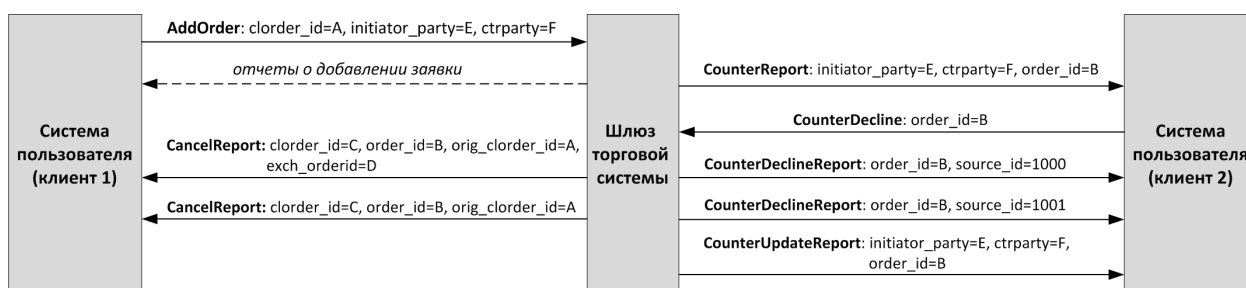 Система
пользователя
(клиент 1)
AddOrder: clorder_id=A, initiator_party=E, ctrparty=F
отчеты о добавлении заявки
CancelReport: clorder_id=C, order_id=B, orig_clorder_id=A,
exch_orderid=D
CancelReport: clorder_id=C, order_id=B, orig_clorder_id=A
Шлюз
торговой
системы
CounterReport: initiator_party=E, ctrparty=F, order_id=B
CounterDecline: order_id=B
CounterDeclineReport: order_id=B, source_id=1000
CounterDeclineReport: order_id=B, source_id=1001
CounterUpdateReport: initiator_party=E, ctrparty=F,
order_id=B
Система
пользователя
(клиент 2)